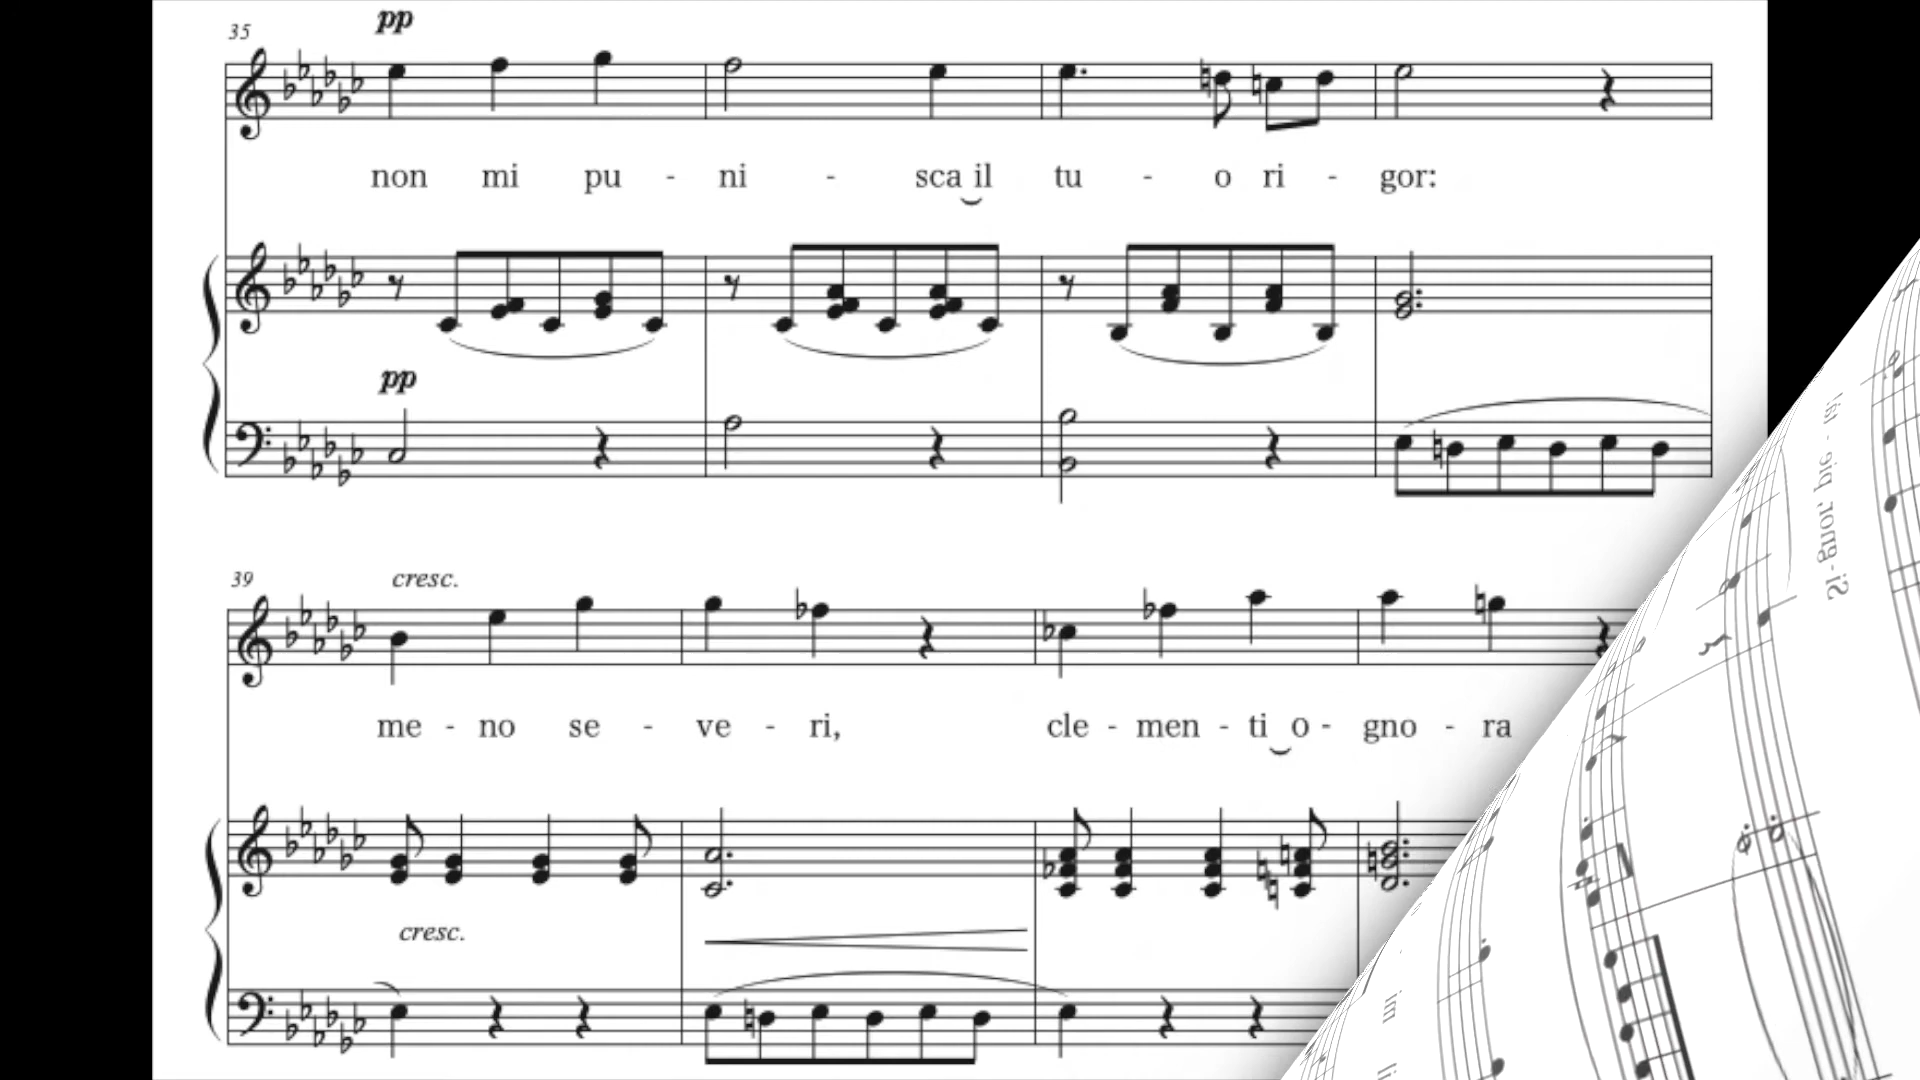 pp
35
non mi pu - ni - sca il tu - o ri - gor:
pp
39
cresc.
me - no se - ve - ri, cle - men - ti o - gno - ra
cresc.